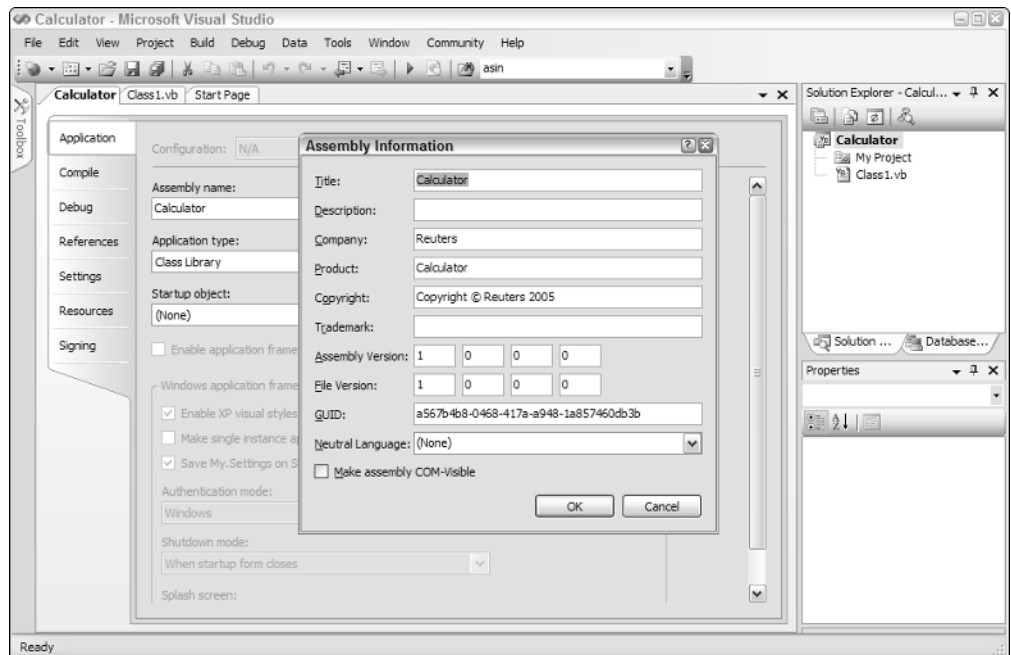 Calculator - Microsoft Visual Studio
File Edit View Project Build Debug Data Tools Window Community Help
asin
Toolbox
Calculator Class1.vb Start Page
Application
Compile
Debug
References
Settings
Resources
Signing
Configuration: N/A
Assembly name:
Calculator
Application type:
Class Library
Startup object:
(None)
Enable application frame
Windows application frame
Enable XP visual styles
Make single instance a
Save My.Settings on S
Authentication mode:
Windows
Shutdown mode:
When startup form closes
Splash screen:
Assembly Information
Title: Calculator
Description:
Company: Reuters
Product: Calculator
Copyright: Copyright © Reuters 2005
Trademark:
Assembly Version: 1 0 0 0
File Version: 1 0 0 0
GUID: a567b4b8-0468-417a-a948-1a857460db3b
Neutral Language: (None)
Make assembly COM-Visible
OK Cancel
Solution Explorer - Calcul...
Calculator
My Project
Class1.vb
Solution ... Database...
Properties
Ready